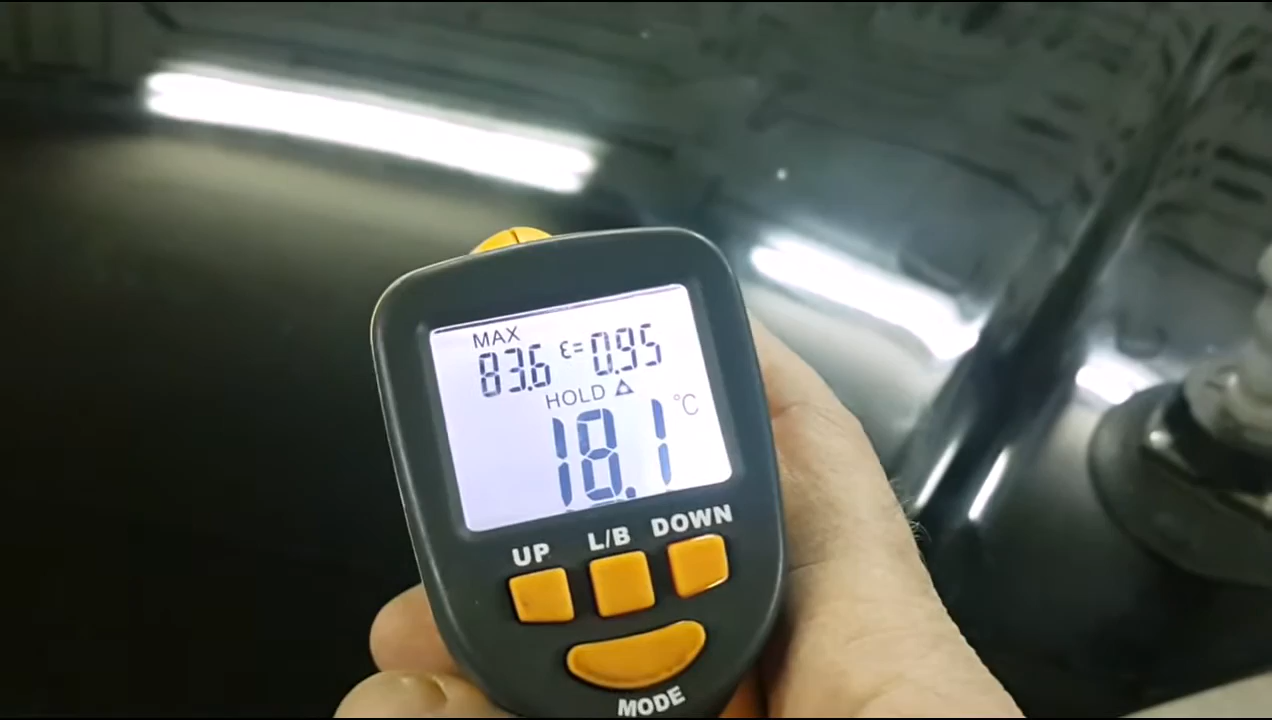 MAX
83.6 ε= 0.95
HOLD
18.1 °C
UP L/B DOWN
MODE